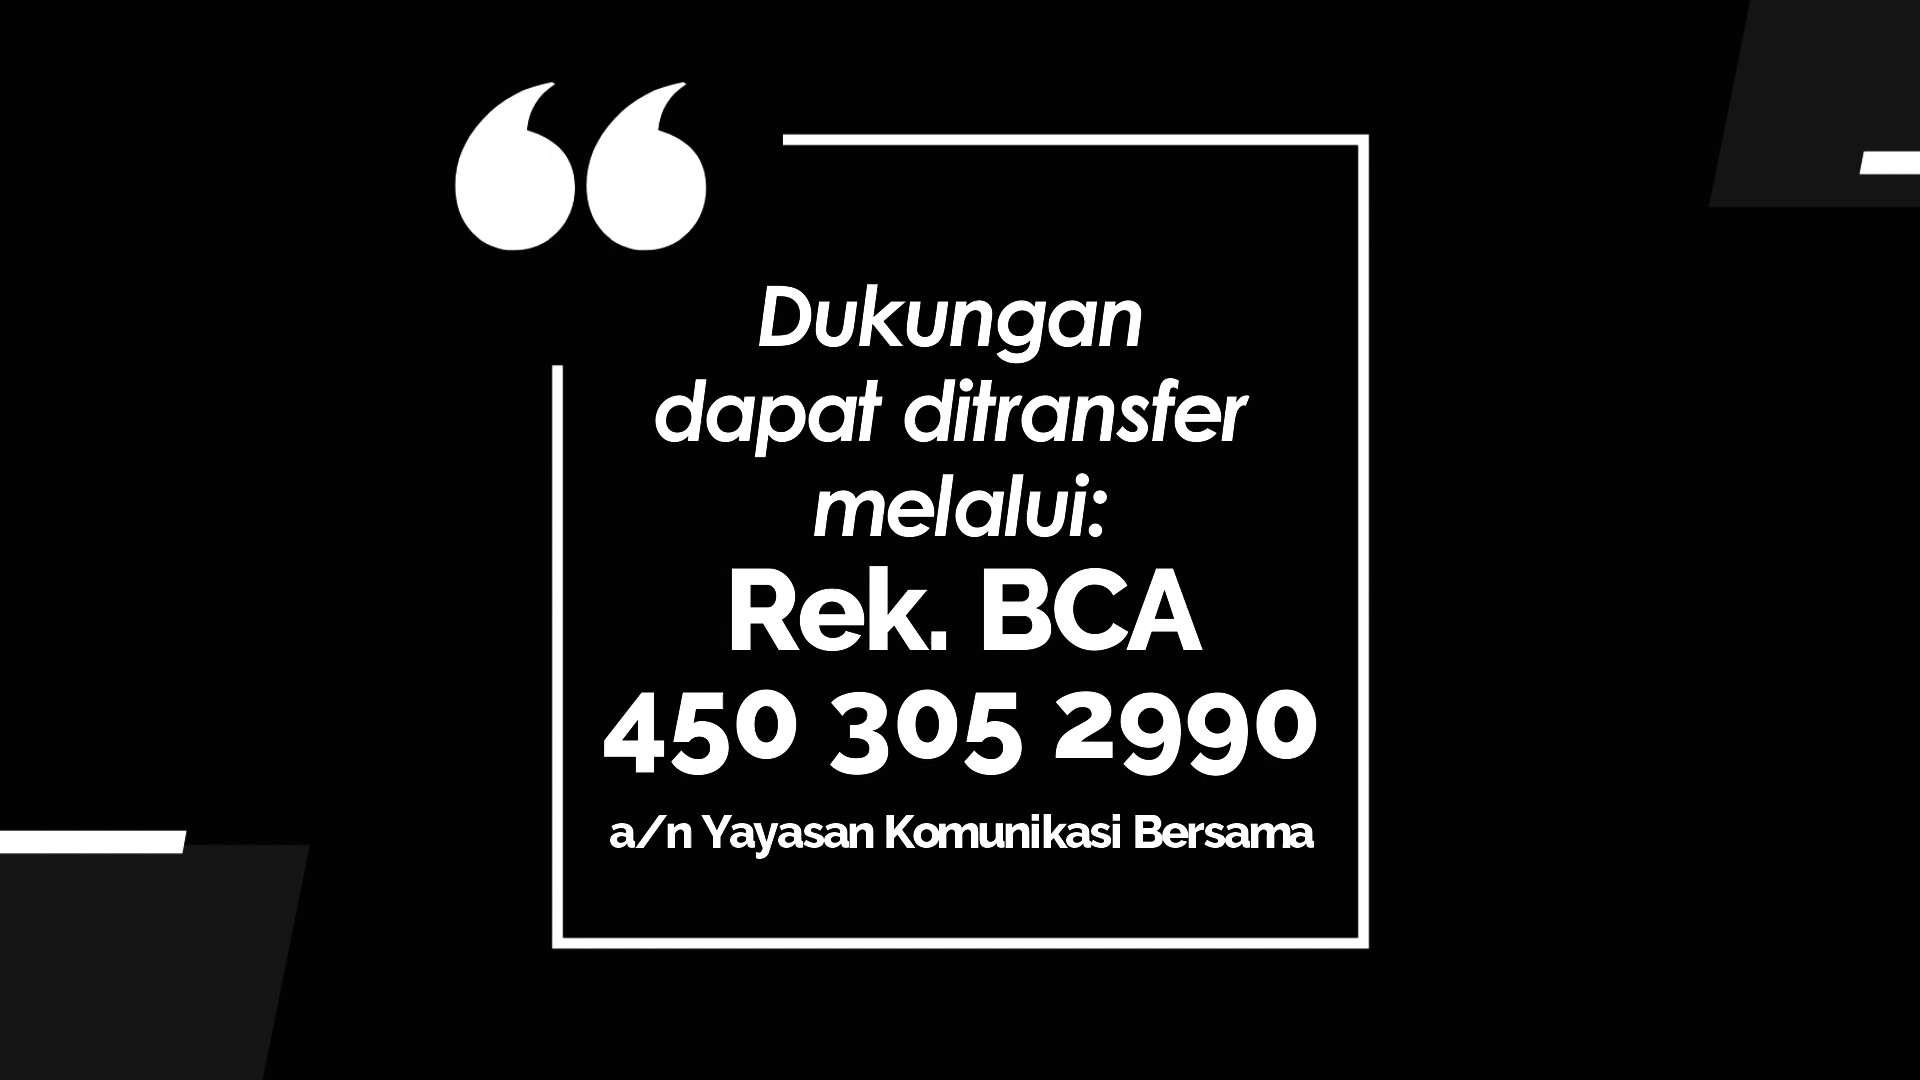 Dukungan
dapat ditransfer
melalui:
Rek. BCA
450 305 2990
a/n Yayasan Komunikasi Bersama